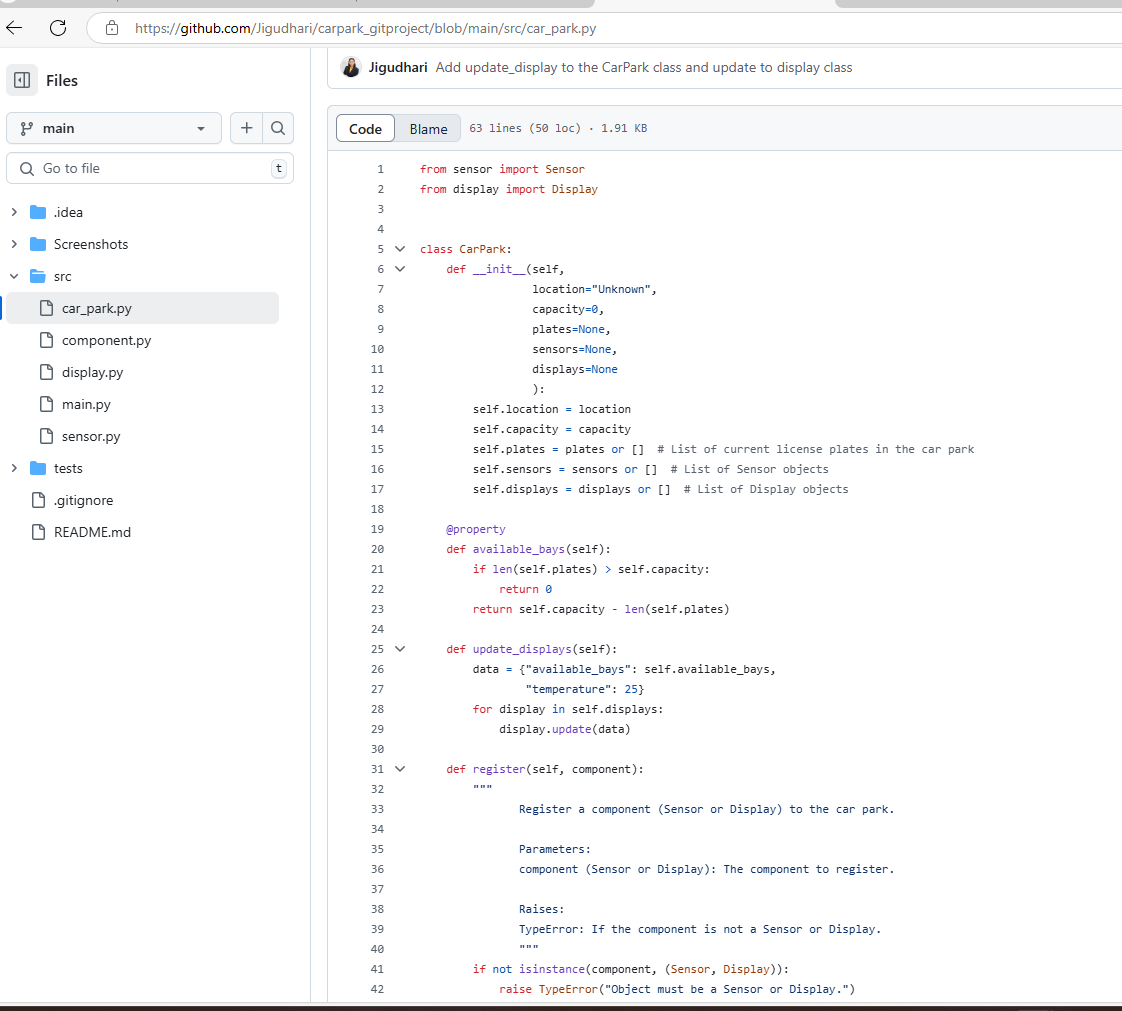 https://github.com/Jigudhari/carpark_gitproject/blob/main/src/car_park.py
Files
main
Go to file
t
.idea
Screenshots
src
car_park.py
component.py
display.py
main.py
sensor.py
tests
.gitignore
README.md
Jigudhari Add update_display to the CarPark class and update to display class
Code Blame 63 lines (50 loc) · 1.91 KB
1 from sensor import Sensor
2 from display import Display
3
4
5 class CarPark:
6     def __init__(self,
7                  location="Unknown",
8                  capacity=0,
9                  plates=None,
10                  sensors=None,
11                  displays=None
12                  ):
13         self.location = location
14         self.capacity = capacity
15         self.plates = plates or []  # List of current license plates in the car park
16         self.sensors = sensors or []  # List of Sensor objects
17         self.displays = displays or []  # List of Display objects
18
19     @property
20     def available_bays(self):
21         if len(self.plates) > self.capacity:
22             return 0
23         return self.capacity - len(self.plates)
24
25     def update_displays(self):
26         data = {"available_bays": self.available_bays,
27                 "temperature": 25}
28         for display in self.displays:
29             display.update(data)
30
31     def register(self, component):
32         """
33                Register a component (Sensor or Display) to the car park.
34
35                Parameters:
36                component (Sensor or Display): The component to register.
37
38                Raises:
39                TypeError: If the component is not a Sensor or Display.
40                """
41         if not isinstance(component, (Sensor, Display)):
42             raise TypeError("Object must be a Sensor or Display.")